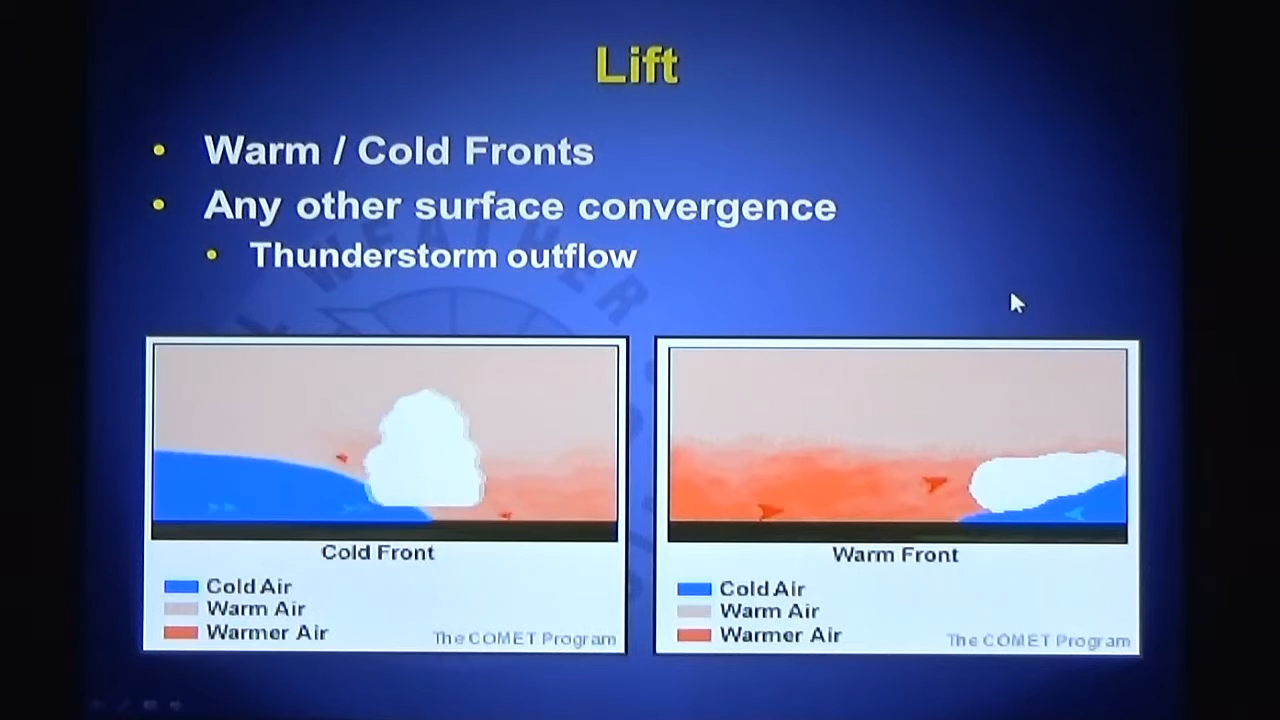 Lift
• Warm / Cold Fronts
• Any other surface convergence
• Thunderstorm outflow
WEATHER
Cold Front
Cold Air
Warm Air
Warmer Air
The COMET Program
Warm Front
Cold Air
Warm Air
Warmer Air
The COMET Program